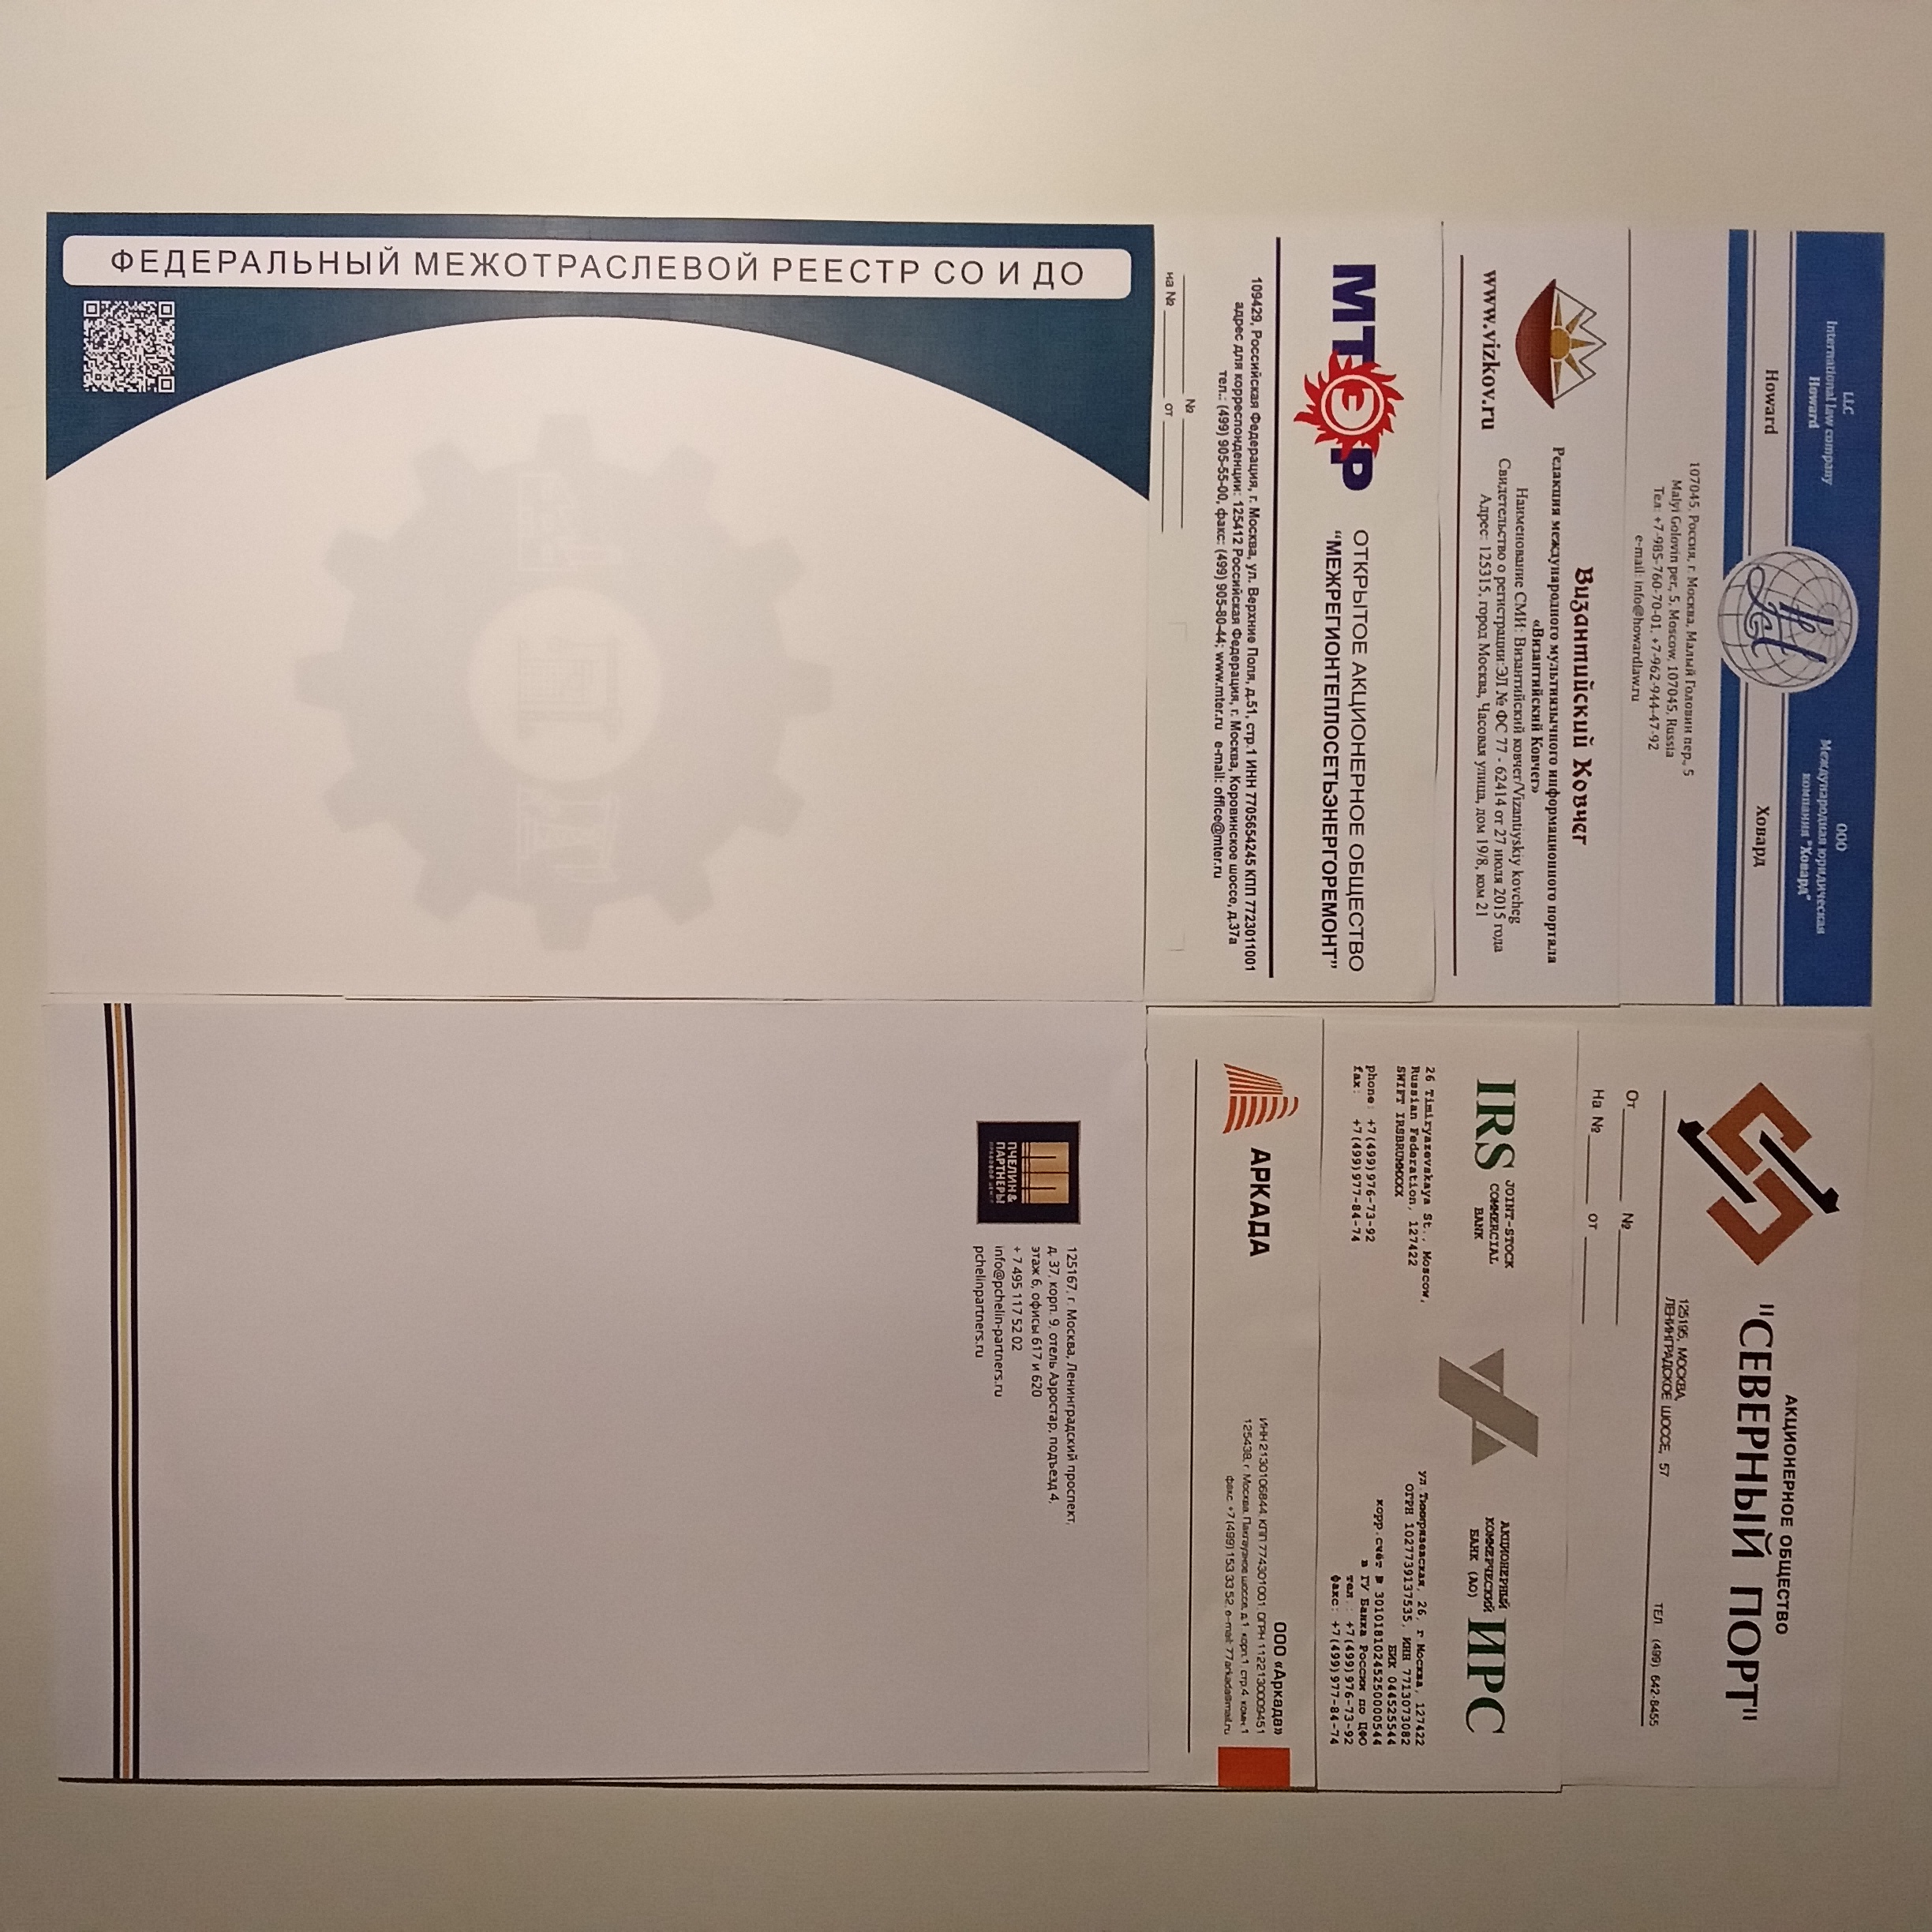 LLC
International law company
Howard
Howard
ООО
Международная юридическая
компания "Ховард"
Ховард
107045, Россия, г. Москва, Малый Головин пер., 5
Malyi Golovin per., 5, Moscow, 107045, Russia
Тел: +7-985-760-70-01, +7-962-944-47-92
e-mail: info@howardlaw.ru
www.vizkov.ru
Византийский Ковчег
Редакция международного мультиязычного информационного портала
«Византийский Ковчег»
Наименование СМИ: Византийский ковчег/Vizantiyskiy kovcheg
Свидетельство о регистрации:ЭЛ № ФС 77 - 62414 от 27 июля 2015 года
Адрес: 125315, город Москва, Часовая улица, дом 19/8, ком 21
МТЭР
ОТКРЫТОЕ АКЦИОНЕРНОЕ ОБЩЕСТВО
“МЕЖРЕГИОНТЕПЛОСЕТЬЭНЕРГОРЕМОНТ”
109429, Российская Федерация, г. Москва, ул. Верхние Поля, д.51, стр.1 ИНН 7705654245 КПП 7723011001
адрес для корреспонденции: 125412 Российская Федерация, г. Москва, Коровинское шоссе, д.37а
тел.: (499) 905-55-00, факс: (499) 905-80-44; www.mter.ru e-mail: office@mter.ru
____________ № ____________
на № ____________ от ____________
ФЕДЕРАЛЬНЫЙ МЕЖОТРАСЛЕВОЙ РЕЕСТР СО И ДО
АКЦИОНЕРНОЕ ОБЩЕСТВО
"СЕВЕРНЫЙ ПОРТ"
125195, МОСКВА,
ЛЕНИНГРАДСКОЕ ШОССЕ, 57
ТЕЛ. (499) 642-8455
От____________ №____________
На №____________ от ____________
IRS
JOINT-STOCK
COMMERCIAL
BANK
АКЦИОНЕРНЫЙ
КОММЕРЧЕСКИЙ
БАНК (АО)
ИРС
26 Timiryazevskaya St., Moscow,
Russian Federation, 127422
SWIFT IRSBRUMMXXX
phone: +7(499)976-73-92
fax: +7(499)977-84-74
ул.Тимирязевская, 26, г.Москва, 127422
ОГРН 1027739137535, ИНН 7713073082
БИК 044525544
корр.счёт № 30101810245250000544
в ГУ Банка России по ЦФО
тел.: +7(499)976-73-92
факс: +7(499)977-84-74
АРКАДА
ООО «Аркада»
ИНН 2130106844, КПП 774301001, ОГРН 1122130009451
125438, г. Москва, Пакгаузное шоссе, д.1, корп.1, стр.4, комн.1
факс +7 (499) 153 33 52, e-mail: 77arkada@mail.ru
ПЧЕЛИН&
ПАРТНЕРЫ
ПРАВОВОЙ ЦЕНТР
125167, г. Москва, Ленинградский проспект,
д. 37, корп. 9, отель Аэростар, подъезд 4,
этаж 6, офисы 617 и 620
+ 7 495 117 52 02
info@pchelin-partners.ru
pchelinpartners.ru